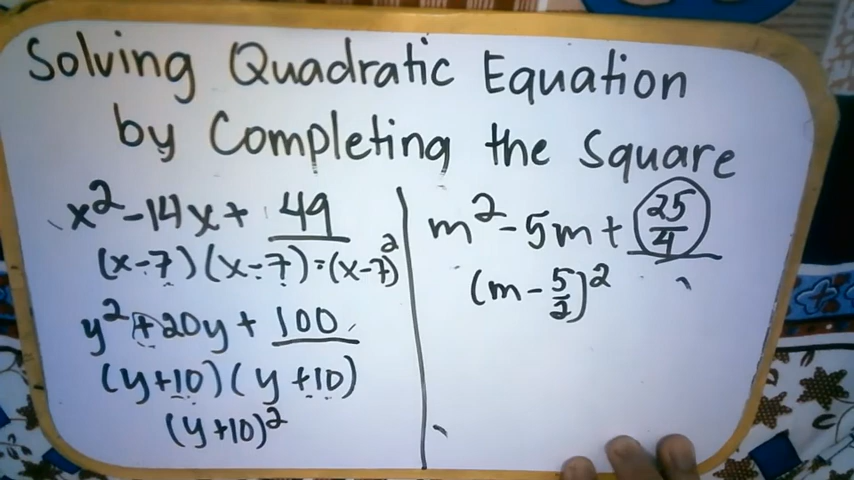 Solving Quadratic Equation
by Completing the Square
x² - 14x + 49
(x-7)(x-7) = (x-7)²
y² + 20y + 100
(y+10)(y+10)
(y+10)²
m² - 5m + 25/4
(m - 5/2)²